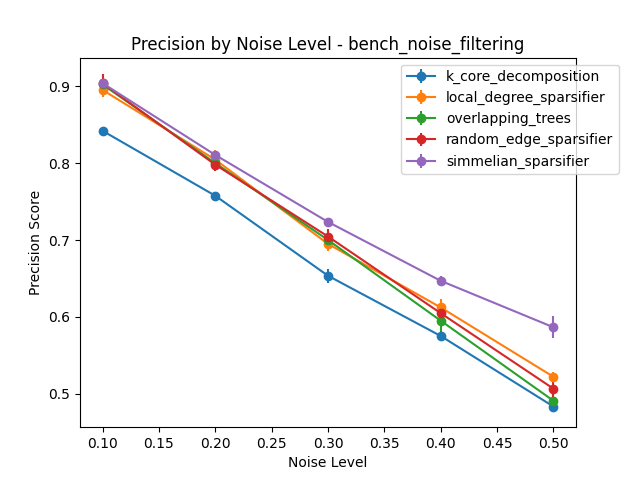 Precision by Noise Level - bench_noise_filtering
k_core_decomposition
local_degree_sparsifier
overlapping_trees
random_edge_sparsifier
simmelian_sparsifier
Precision Score
0.9
0.8
0.7
0.6
0.5
0.10 0.15 0.20 0.25 0.30 0.35 0.40 0.45 0.50
Noise Level